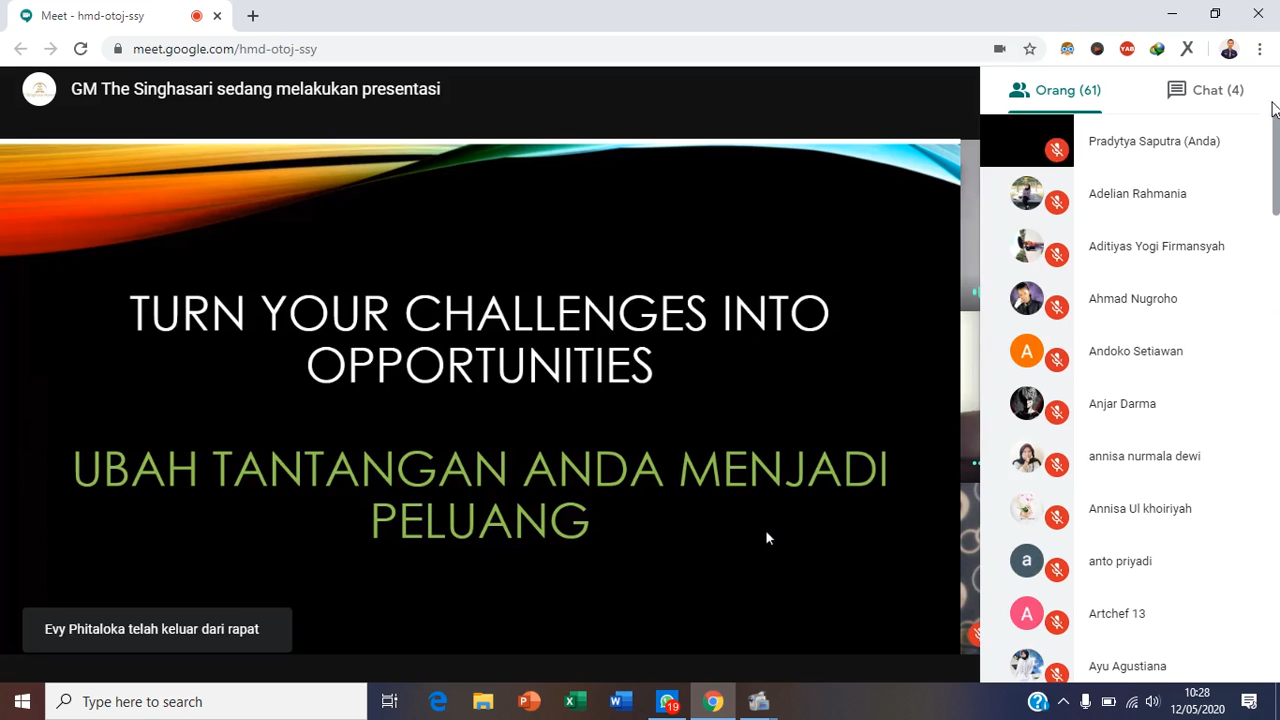 Meet - hmd-otoj-ssy
meet.google.com/hmd-otoj-ssy
YAB
GM The Singhasari sedang melakukan presentasi
Orang (61)
Chat (4)
TURN YOUR CHALLENGES INTO
OPPORTUNITIES
UBAH TANTANGAN ANDA MENJADI
PELUANG
Evy Phitaloka telah keluar dari rapat
Pradytya Saputra (Anda)
Adelian Rahmania
Aditiyas Yogi Firmansyah
Ahmad Nugroho
A
Andoko Setiawan
Anjar Darma
annisa nurmala dewi
Annisa Ul khoiriyah
a
anto priyadi
A
Artchef 13
Ayu Agustiana
Type here to search
19
10:28
12/05/2020